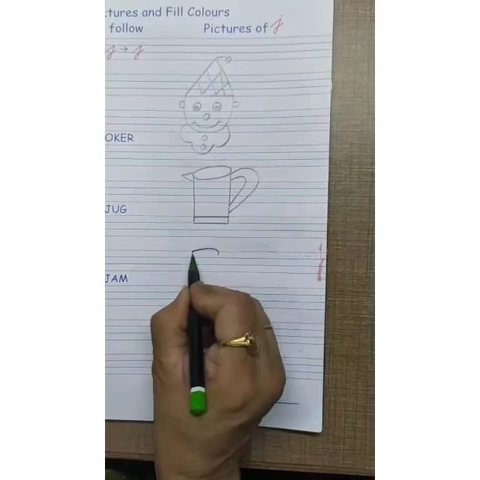 ctures and Fill Colours
follow Pictures of j
j → j
OKER
JUG
JAM